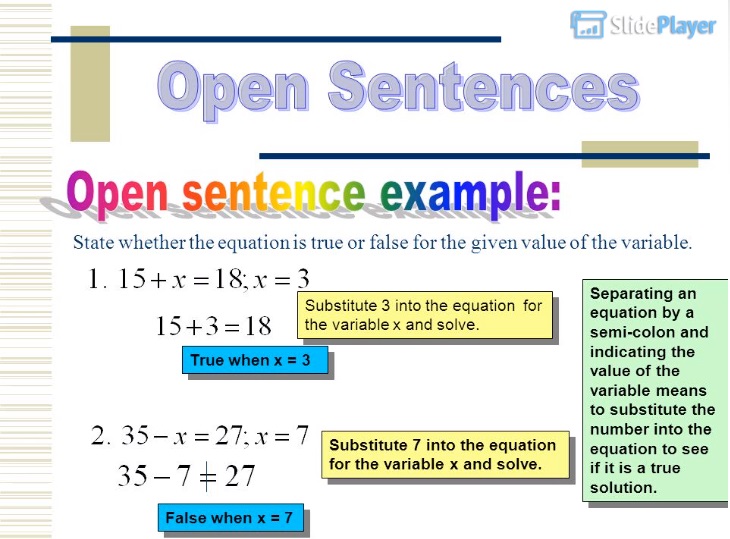 SlidePlayer
Open Sentences
Open sentence example:
State whether the equation is true or false for the given value of the variable.
1. 15 + x = 18; x = 3
Substitute 3 into the equation for
the variable x and solve.
15 + 3 = 18
True when x = 3
2. 35 − x = 27; x = 7
Substitute 7 into the equation
for the variable x and solve.
35 − 7 ≠ 27
False when x = 7
Separating an
equation by a
semi-colon and
indicating the
value of the
variable means
to substitute the
number into the
equation to see
if it is a true
solution.